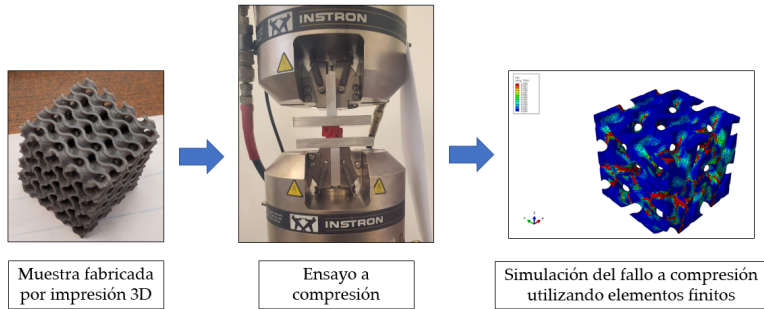 INSTRON
INSTRON
Muestra fabricada
por impresión 3D
Ensayo a
compresión
Simulación del fallo a compresión
utilizando elementos finitos